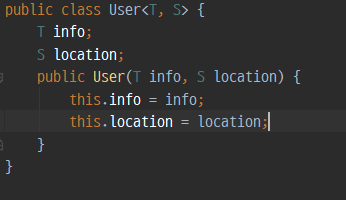 public class User<T, S> {
    T info;
    S location;
    public User(T info, S location) {
        this.info = info;
        this.location = location;
    }
}